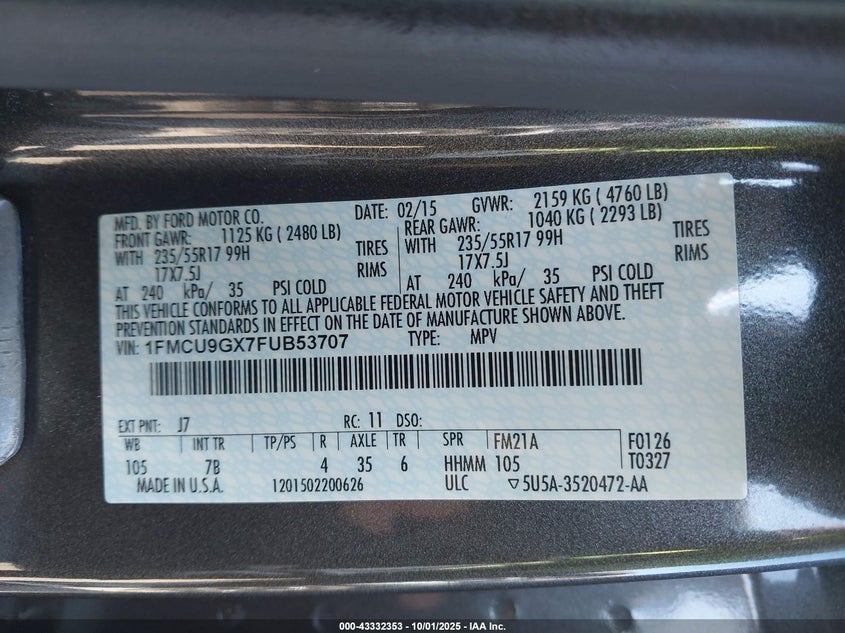 MFD. BY FORD MOTOR CO. DATE: 02/15 GVWR: 2159 KG ( 4760 LB)
FRONT GAWR: 1125 KG ( 2480 LB) REAR GAWR: 1040 KG ( 2293 LB)
WITH 235/55R17 99H TIRES WITH 235/55R17 99H TIRES
17X7.5J RIMS 17X7.5J RIMS
AT 240 kPa/ 35 PSI COLD AT 240 kPa/ 35 PSI COLD
THIS VEHICLE CONFORMS TO ALL APPLICABLE FEDERAL MOTOR VEHICLE SAFETY AND THEFT
PREVENTION STANDARDS IN EFFECT ON THE DATE OF MANUFACTURE SHOWN ABOVE.
VIN: 1FMCU9GX7FUB53707 TYPE: MPV
EXT PNT: J7 RC: 11 DSO:
WB INT TR TP/PS R AXLE TR SPR FM21A F0126
105 7B 4 35 6 HHMM 105 T0327
MADE IN U.S.A. 1201502200626 ULC ▽5U5A-3520472-AA
000-43332353 - 10/01/2025 - IAA Inc.